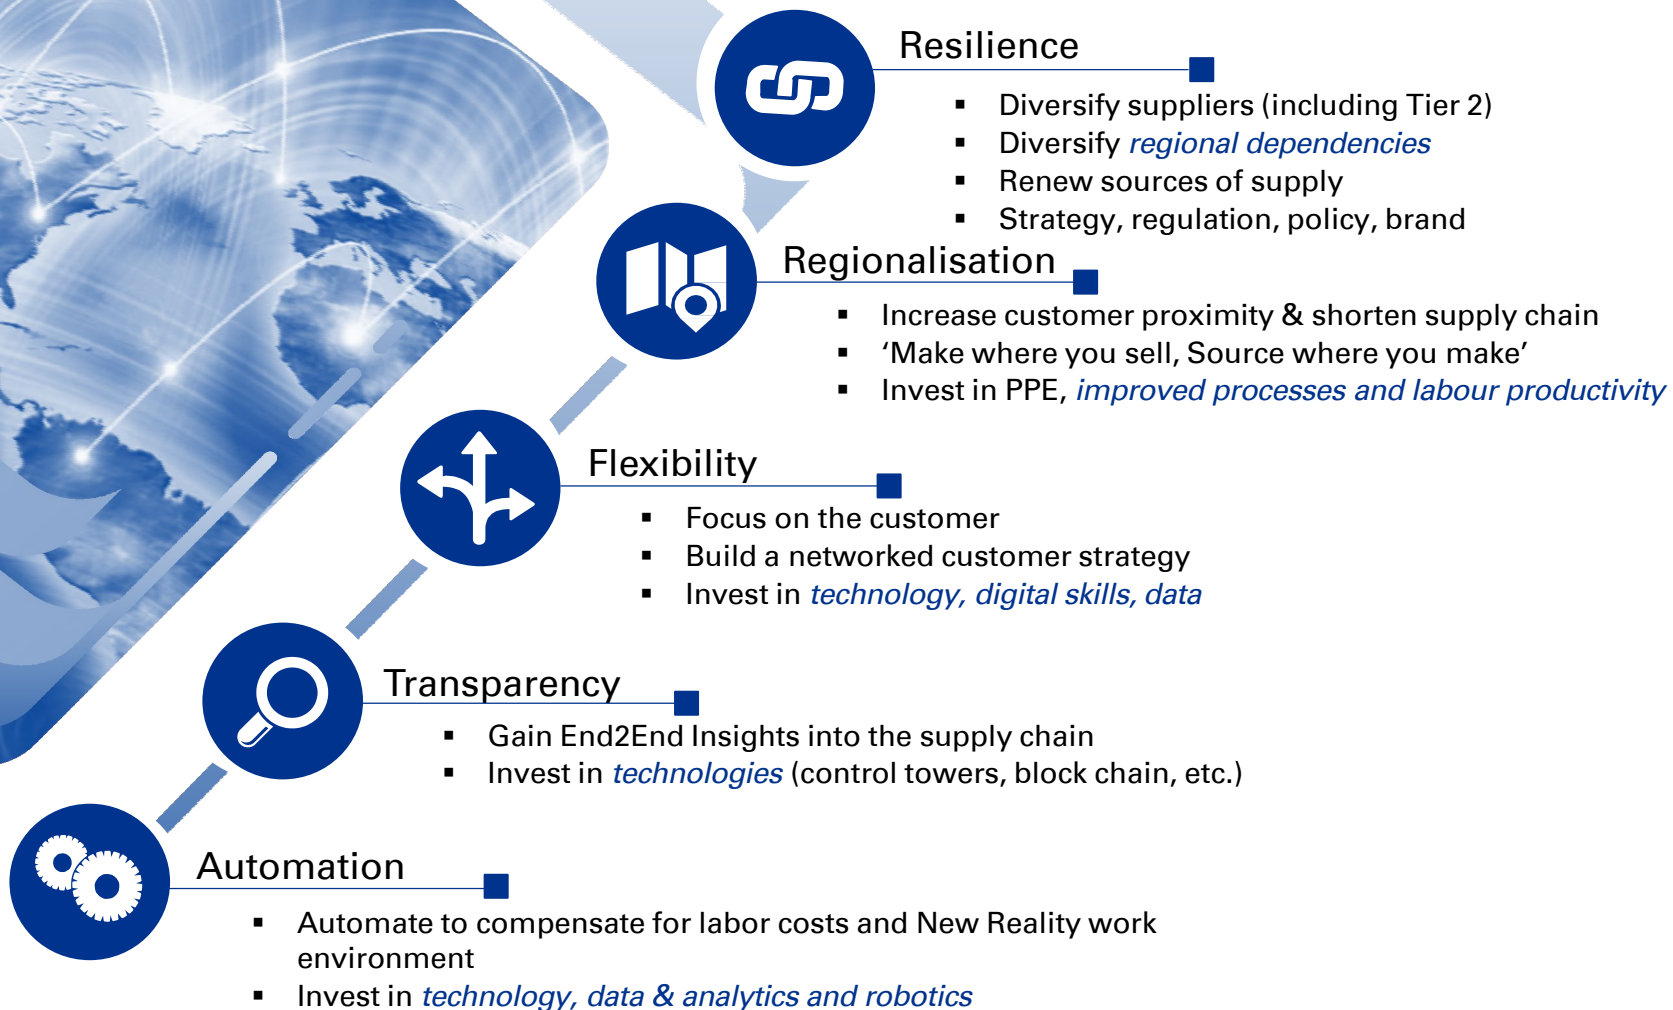 Resilience
▪ Diversify suppliers (including Tier 2)
▪ Diversify regional dependencies
▪ Renew sources of supply
▪ Strategy, regulation, policy, brand
Regionalisation
▪ Increase customer proximity & shorten supply chain
▪ ‘Make where you sell, Source where you make’
▪ Invest in PPE, improved processes and labour productivity
Flexibility
▪ Focus on the customer
▪ Build a networked customer strategy
▪ Invest in technology, digital skills, data
Transparency
▪ Gain End2End Insights into the supply chain
▪ Invest in technologies (control towers, block chain, etc.)
Automation
▪ Automate to compensate for labor costs and New Reality work
environment
▪ Invest in technology, data & analytics and robotics